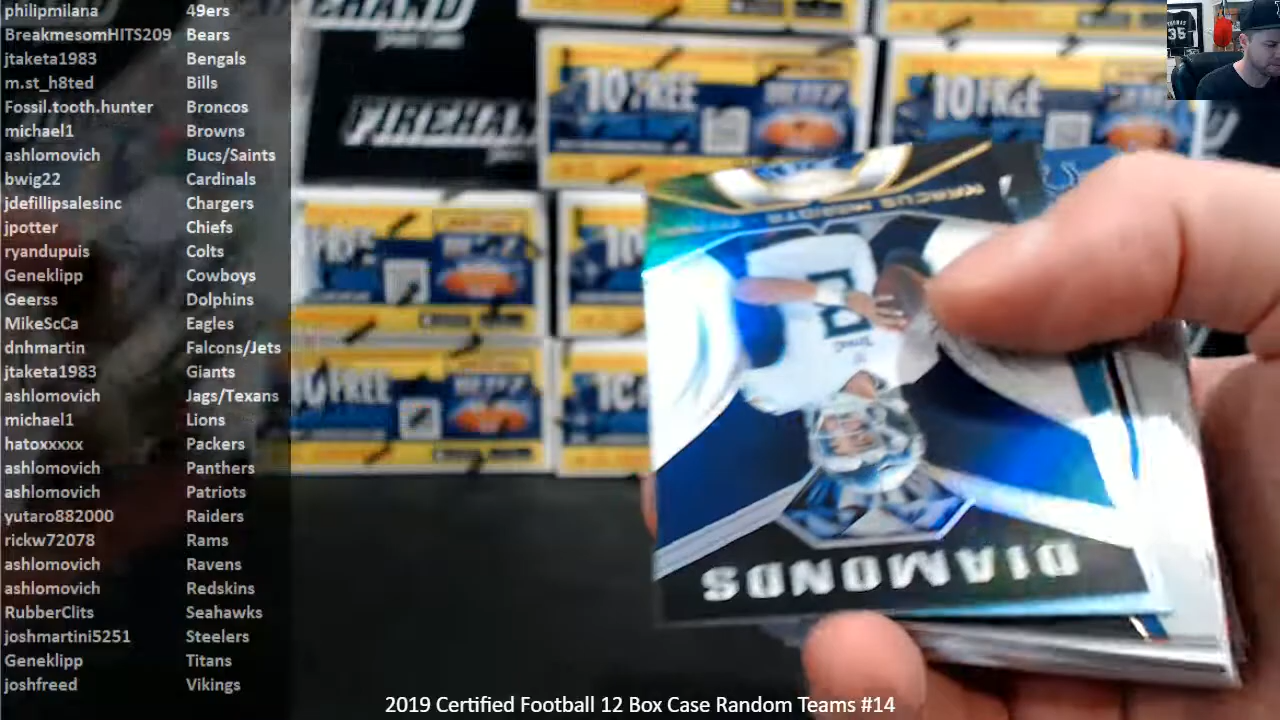 philipmilana 49ers
BreakmesomHITS209 Bears
jtaketa1983 Bengals
m.st_h8ted Bills
Fossil.tooth.hunter Broncos
michael1 Browns
ashlomovich Bucs/Saints
bwig22 Cardinals
jdefillipsalesinc Chargers
jpotter Chiefs
ryandupuis Colts
Geneklipp Cowboys
Geerss Dolphins
MikeScCa Eagles
dnhmartin Falcons/Jets
jtaketa1983 Giants
ashlomovich Jags/Texans
michael1 Lions
hatoxxxx Packers
ashlomovich Panthers
ashlomovich Patriots
yutaro882000 Raiders
rickw72078 Rams
ashlomovich Ravens
ashlomovich Redskins
RubberClits Seahawks
joshmartini5251 Steelers
Geneklipp Titans
joshfreed Vikings
10 FREE
10 FREE
FIREHAND
MARCUS MARIOTA
DIAMONDS
35
2019 Certified Football 12 Box Case Random Teams #14